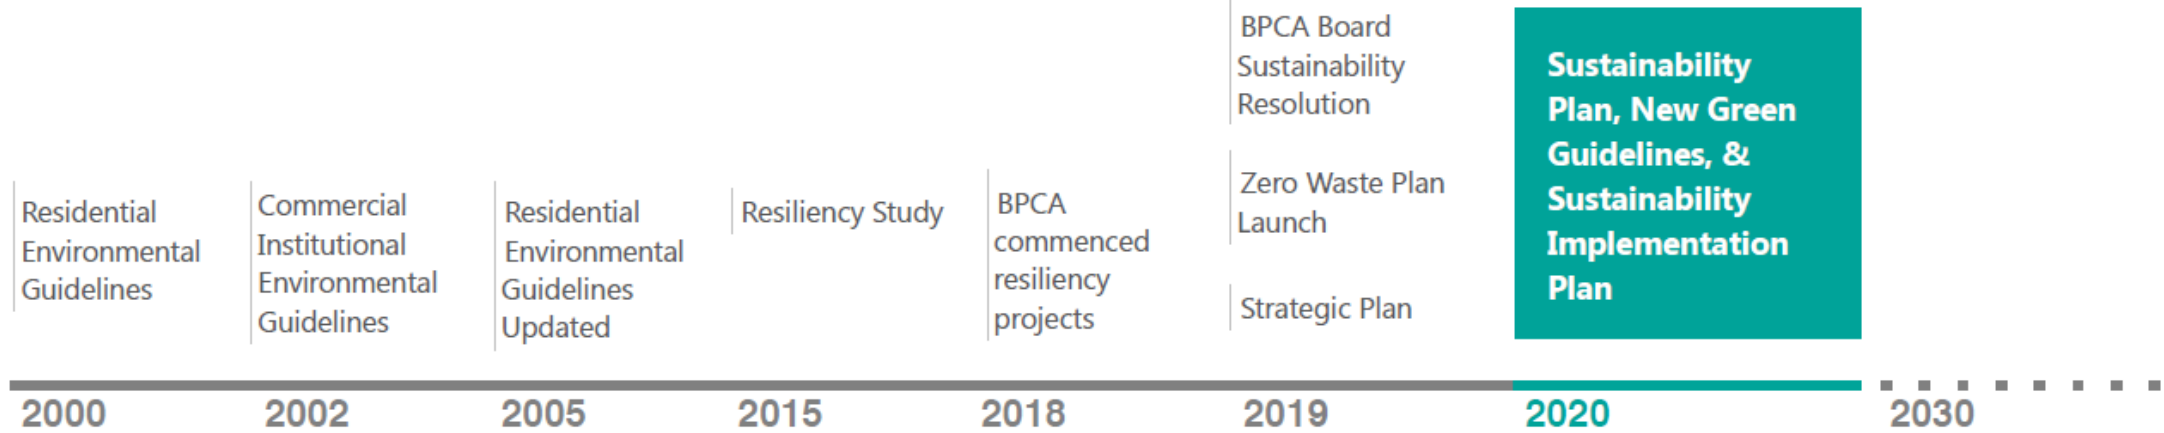 Residential
Environmental
Guidelines
Commercial
Institutional
Environmental
Guidelines
Residential
Environmental
Guidelines
Updated
Resiliency Study
BPCA
commenced
resiliency
projects
BPCA Board
Sustainability
Resolution
Zero Waste Plan
Launch
Strategic Plan
Sustainability
Plan, New Green
Guidelines, &
Sustainability
Implementation
Plan
2000
2002
2005
2015
2018
2019
2020
2030